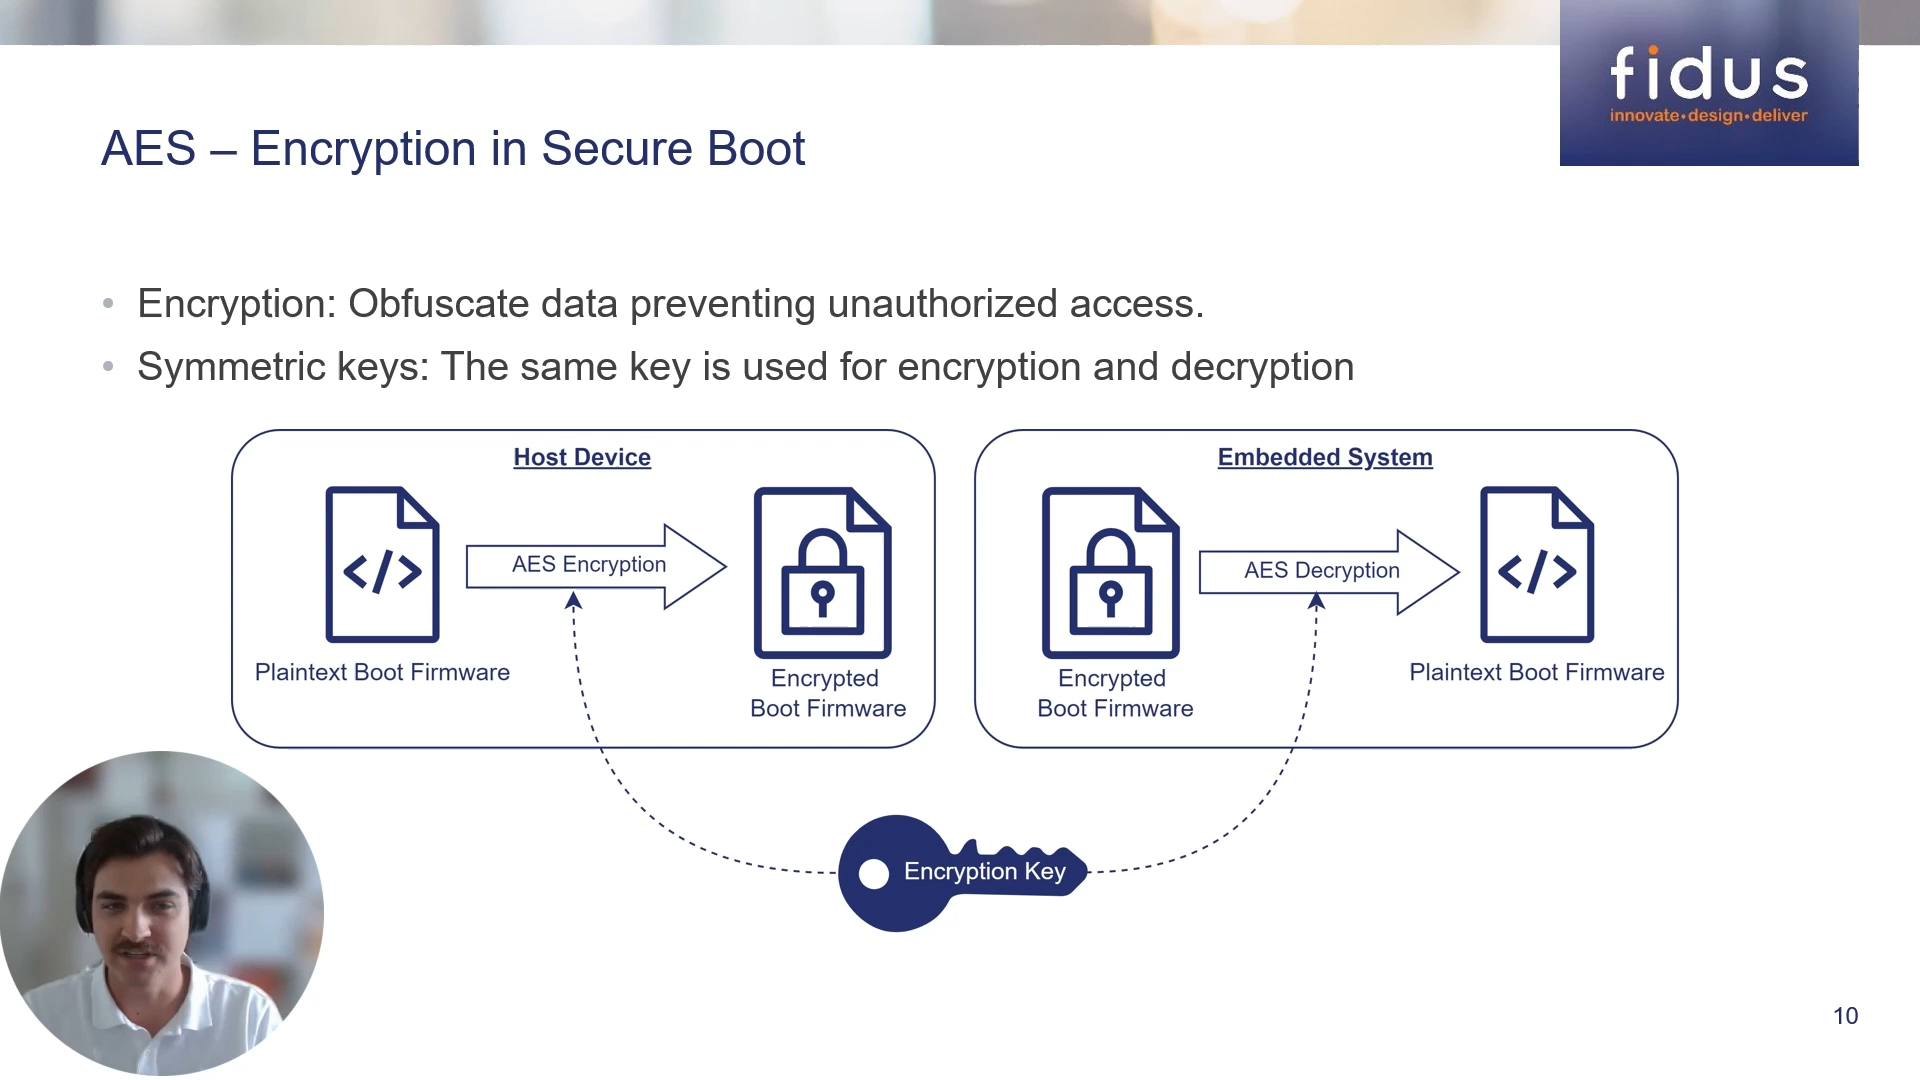 fidus
innovate•design•deliver
AES – Encryption in Secure Boot
• Encryption: Obfuscate data preventing unauthorized access.
• Symmetric keys: The same key is used for encryption and decryption
Host Device
</>
AES Encryption
Plaintext Boot Firmware
Encrypted
Boot Firmware
Embedded System
AES Decryption
</>
Encrypted
Boot Firmware
Plaintext Boot Firmware
Encryption Key
10